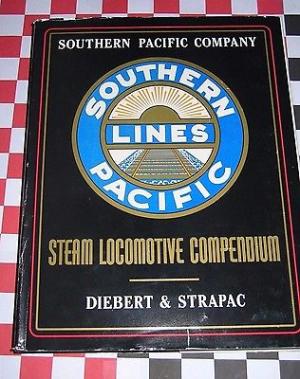 SOUTHERN PACIFIC COMPANY
SOUTHERN
LINES
PACIFIC
STEAM LOCOMOTIVE COMPENDIUM
DIEBERT & STRAPAC